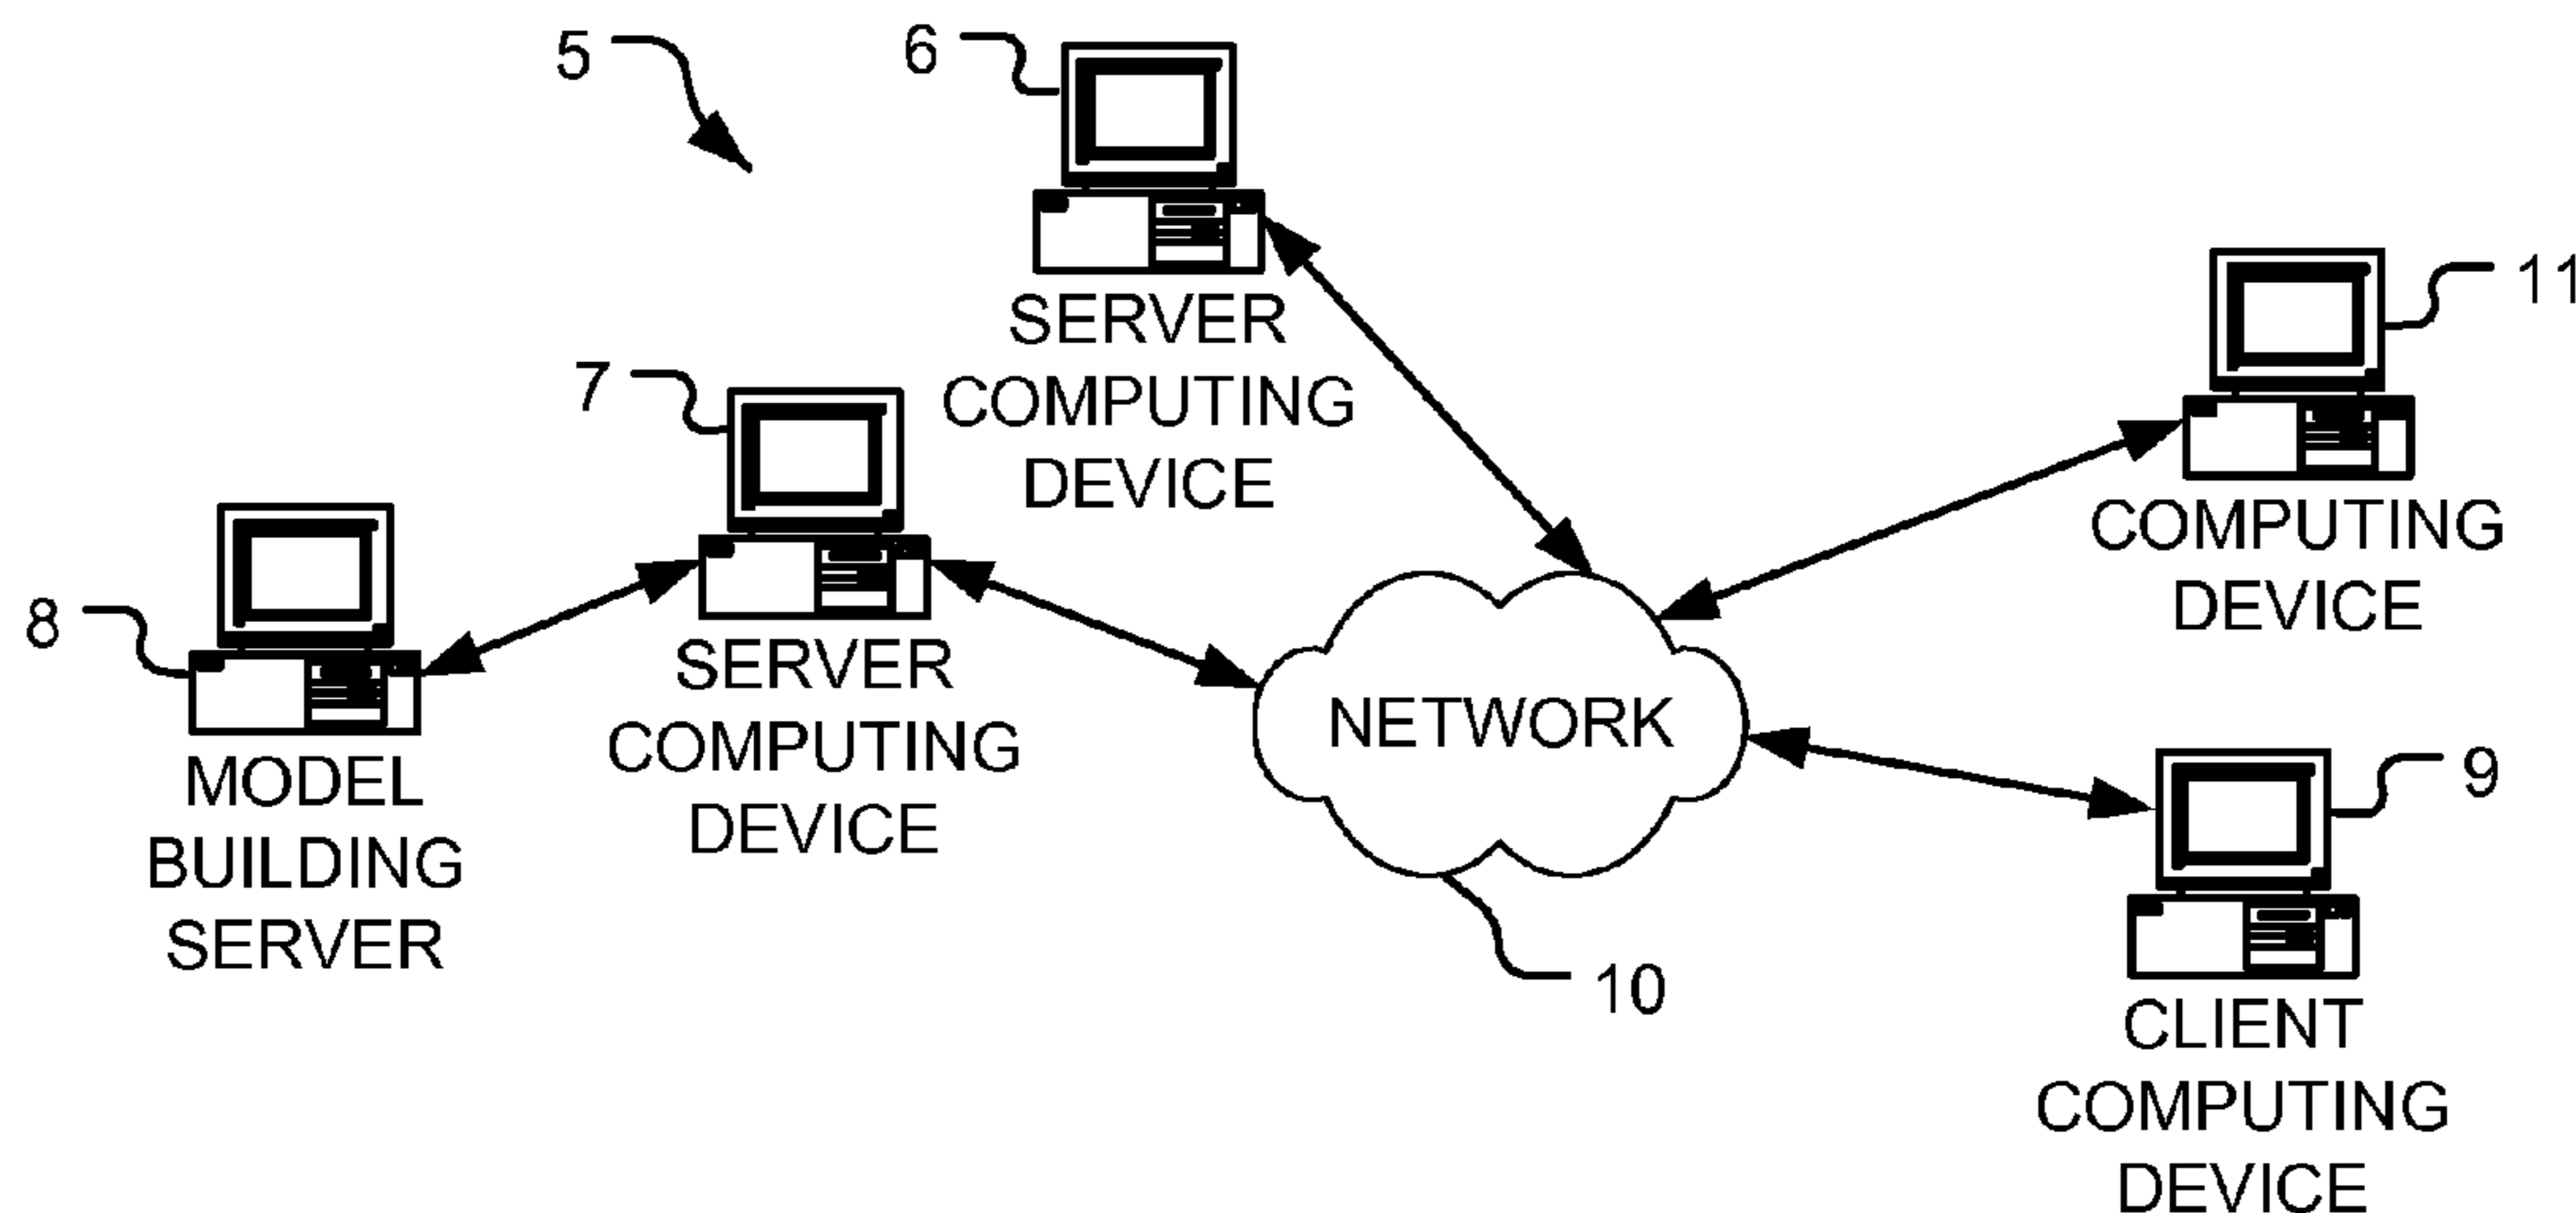 5
6
SERVER
COMPUTING
DEVICE
11
COMPUTING
DEVICE
7
SERVER
COMPUTING
DEVICE
8
MODEL
BUILDING
SERVER
NETWORK
10
9
CLIENT
COMPUTING
DEVICE